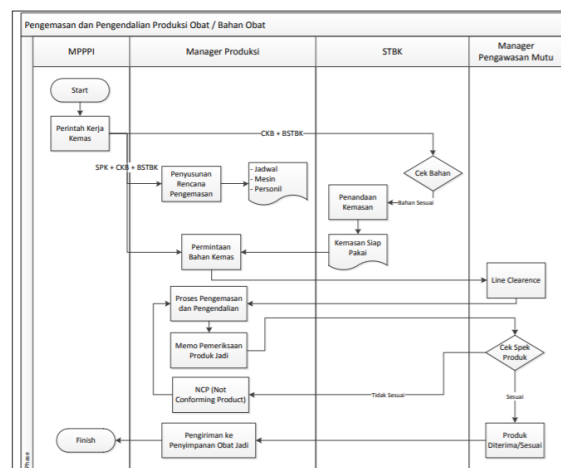 Pengemasan dan Pengendalian Produksi Obat / Bahan Obat
MPPPI
Manager Produksi
STBK
Manager
Pengawasan Mutu
Start
Perintah Kerja
Kemas
CKB + BSTBK
SPK + CKB + BSTBK
Penyusunan
Rencana
Pengemasan
- Jadwal
- Mesin
- Personil
Cek Bahan
Penandaan
Kemasan
Bahan Sesuai
Permintaan
Bahan Kemas
Kemasan Siap
Pakai
Line Clearence
Proses Pengemasan
dan Pengendalian
Memo Pemeriksaan
Produk Jadi
Cek Spek
Produk
NCP (Not
Conforming Product)
Tidak Sesuai
Sesuai
Finish
Pengiriman ke
Penyimpanan Obat Jadi
Produk
Diterima/Sesuai
Phase